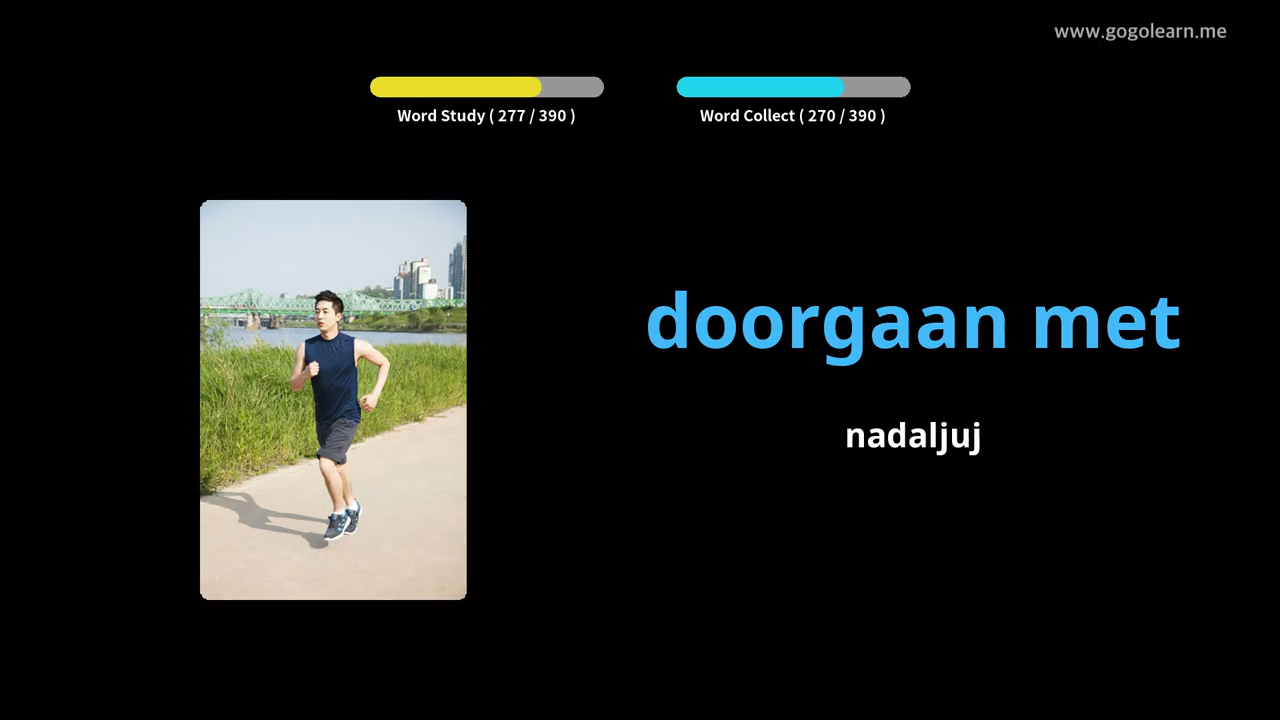 www.gogolearn.me
Word Study ( 277 / 390 )
Word Collect ( 270 / 390 )
doorgaan met
nadaljuj